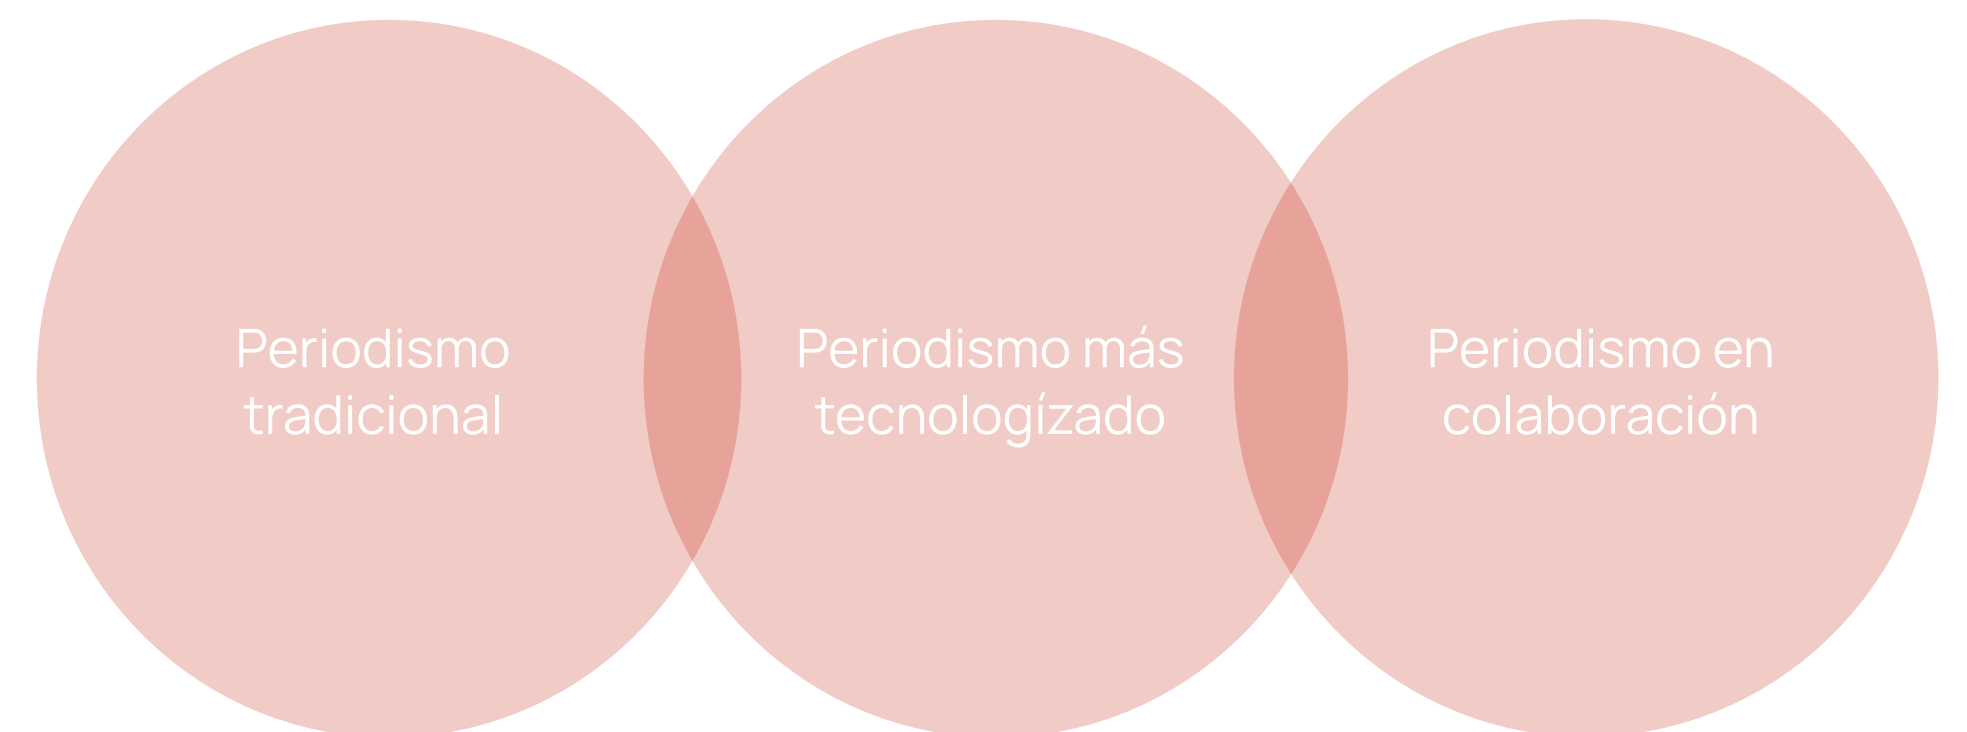 Periodismo
tradicional
Periodismo más
tecnologízado
Periodismo en
colaboración